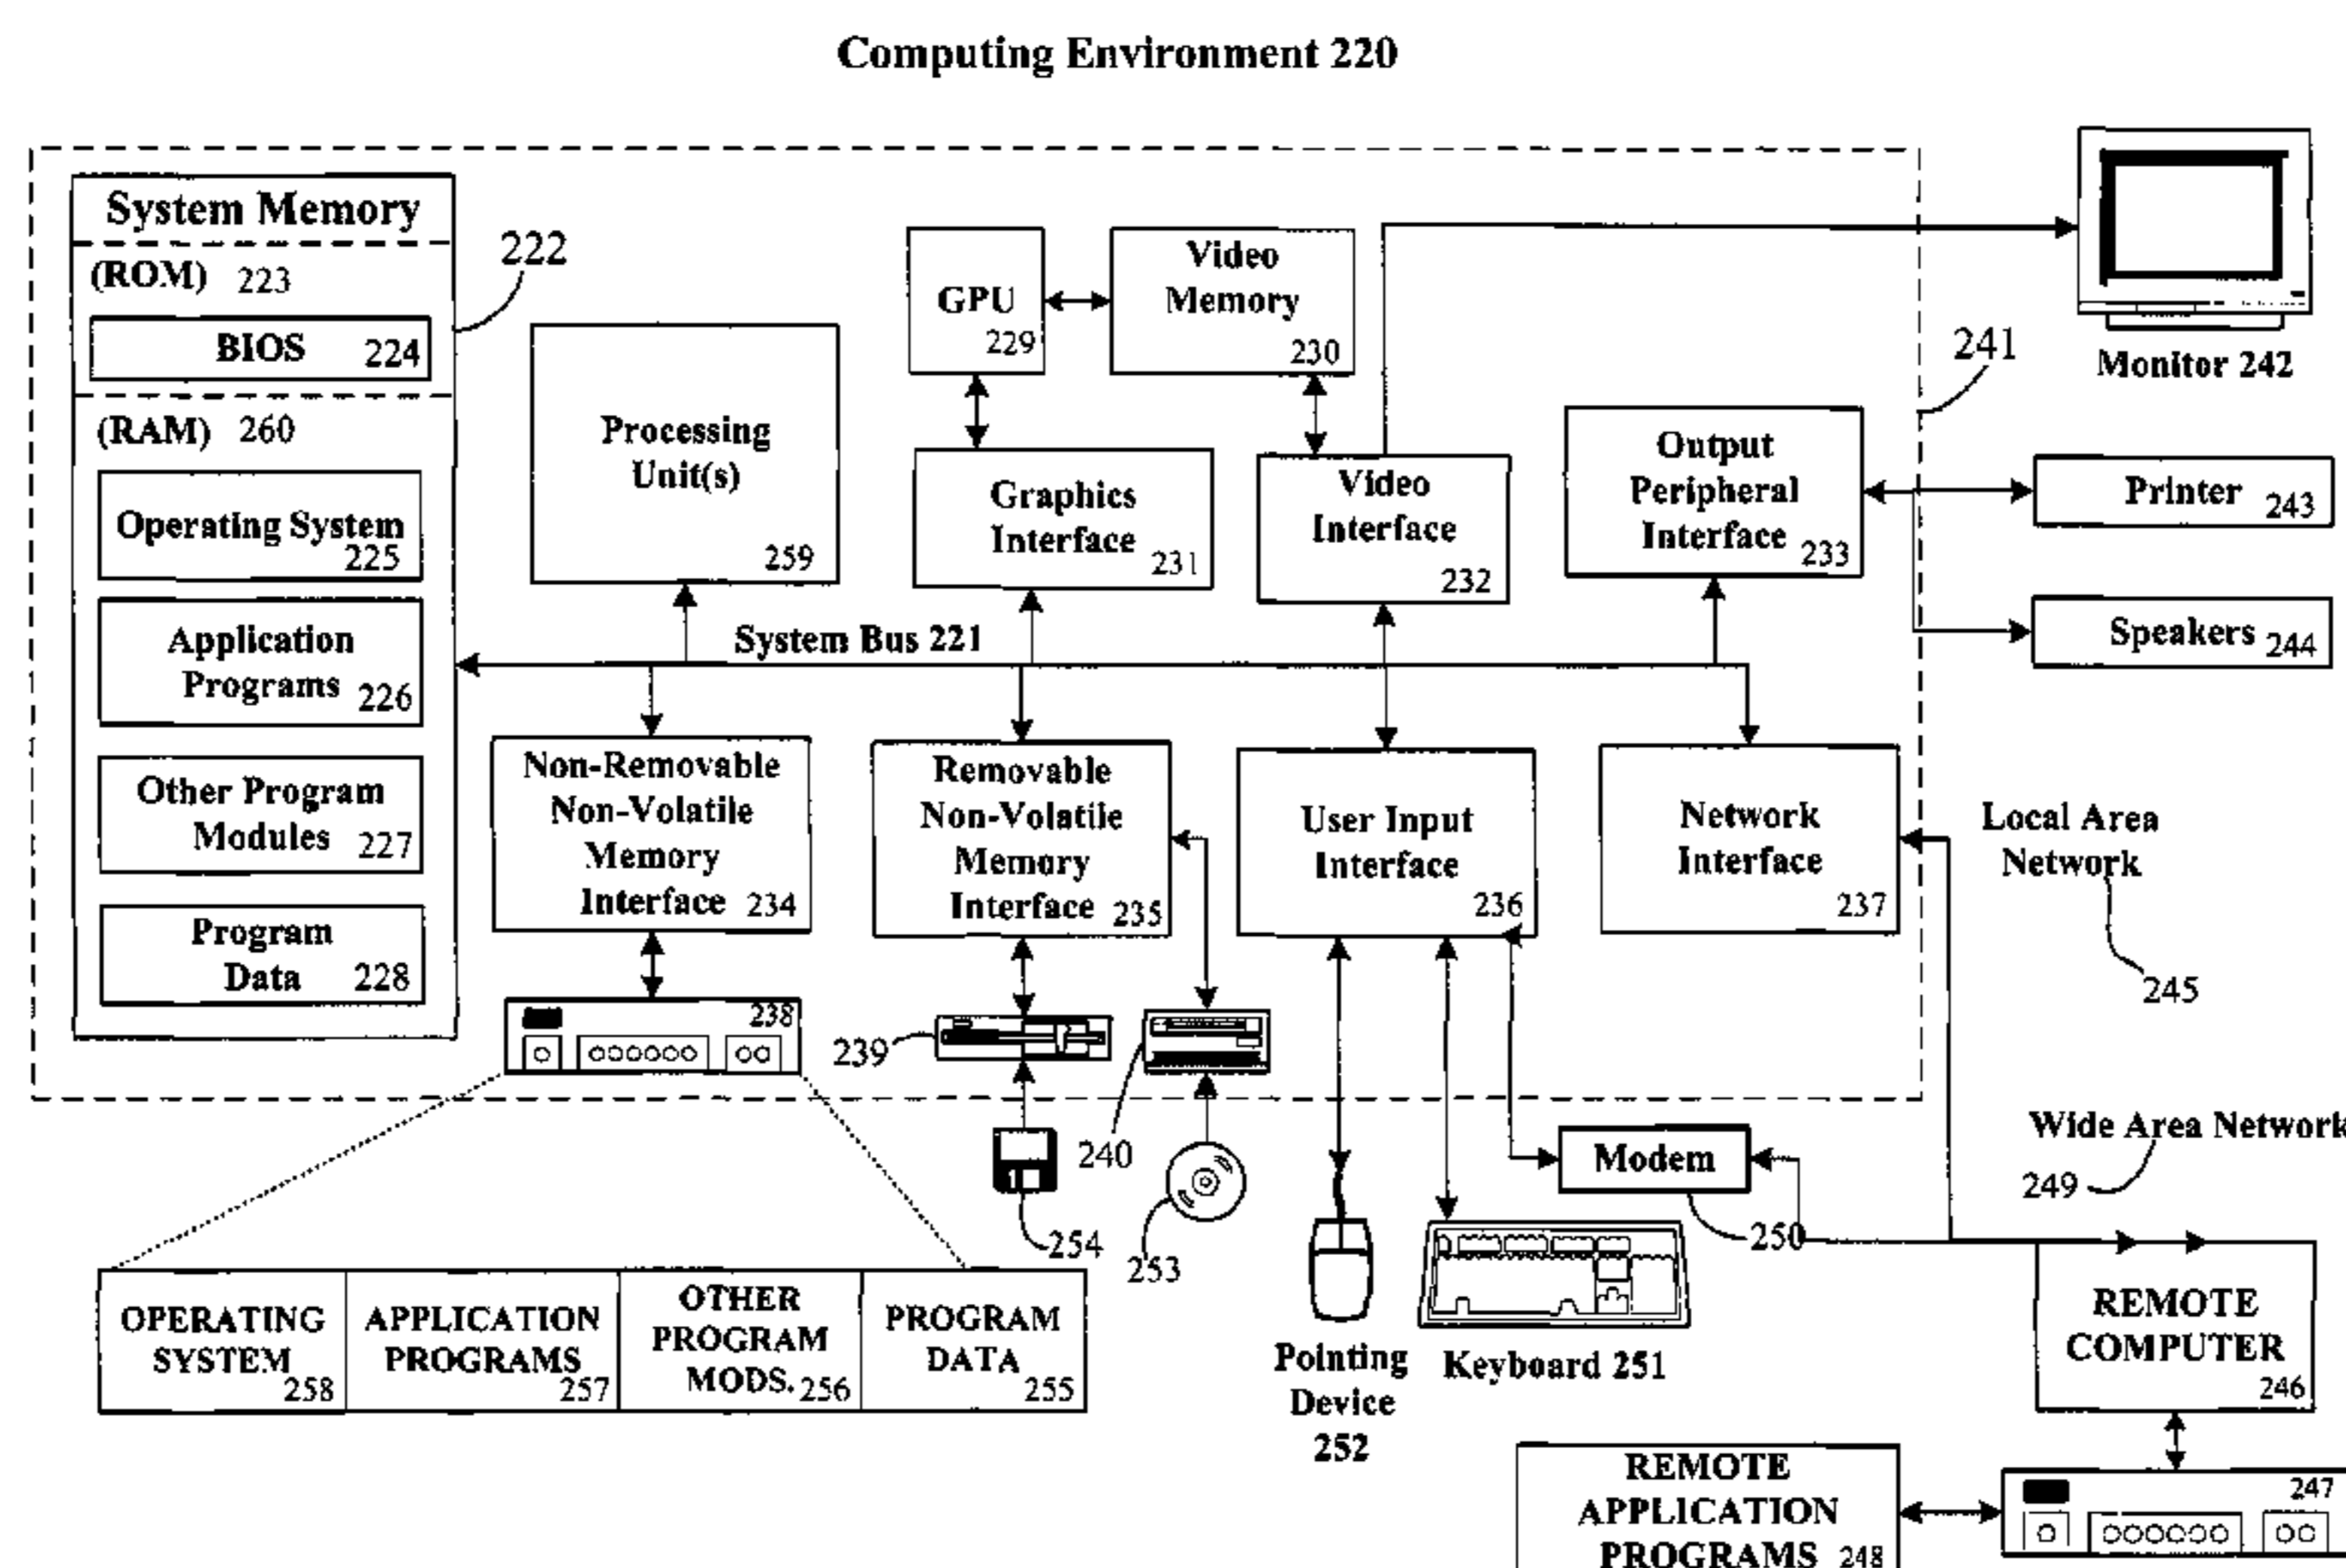 Computing Environment 220
System Memory
(ROM) 223
BIOS 224
222
(RAM) 260
Operating System
225
Application
Programs 226
Other Program
Modules 227
Program
Data 228
Processing
Unit(s)
259
GPU
229
Video
Memory
230
Graphics
Interface 231
Video
Interface
232
Output
Peripheral
Interface 233
241
Monitor 242
Printer 243
Speakers 244
System Bus 221
Non-Removable
Non-Volatile
Memory
Interface 234
Removable
Non-Volatile
Memory
Interface 235
User Input
Interface
236
Network
Interface
237
Local Area
Network
245
238
239
240
254
253
Modem
250
Wide Area Network
249
OPERATING
SYSTEM
258
APPLICATION
PROGRAMS
257
OTHER
PROGRAM
MODS. 256
PROGRAM
DATA
255
Pointing
Device
252
Keyboard 251
REMOTE
COMPUTER
246
REMOTE
APPLICATION
PROGRAMS 248
247